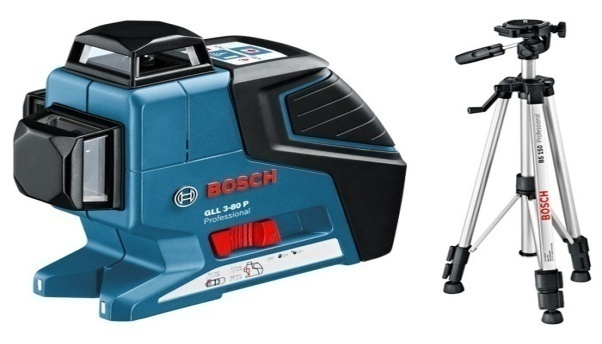 BOSCH
GLL 3-80 P
Professional
BOSCH BS 150 Professional